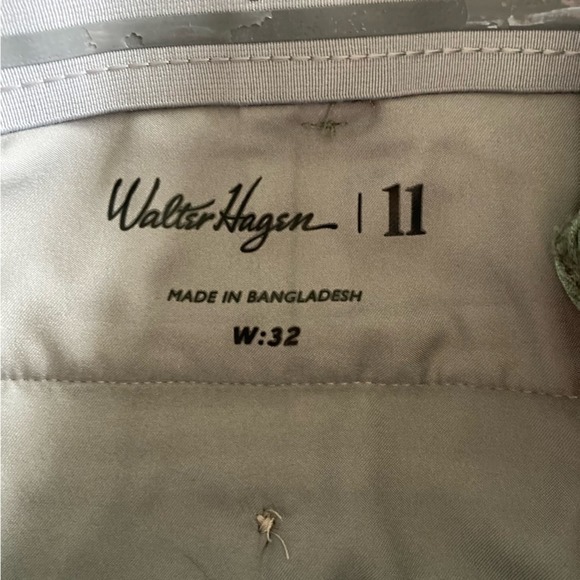 Walter Hagen | 11
MADE IN BANGLADESH
W:32